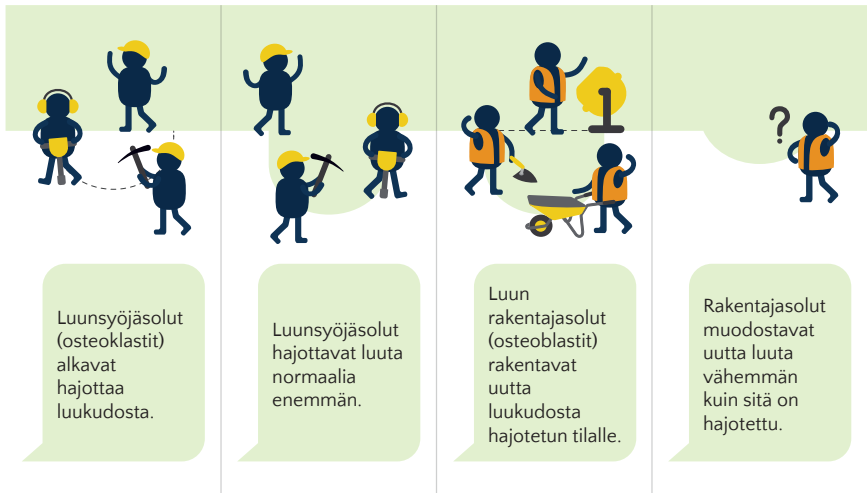 ?
Luunsyöjäsolut
(osteoklastit)
alkavat
hajottaa
luukudosta.
Luunsyöjäsolut
hajottavat luuta
normaalia
enemmän.
Luun
rakentajasolut
(osteoblastit)
rakentavat
uutta
luukudosta
hajotetun tilalle.
Rakentajasolut
muodostavat
uutta luuta
vähemmän
kuin sitä on
hajotettu.